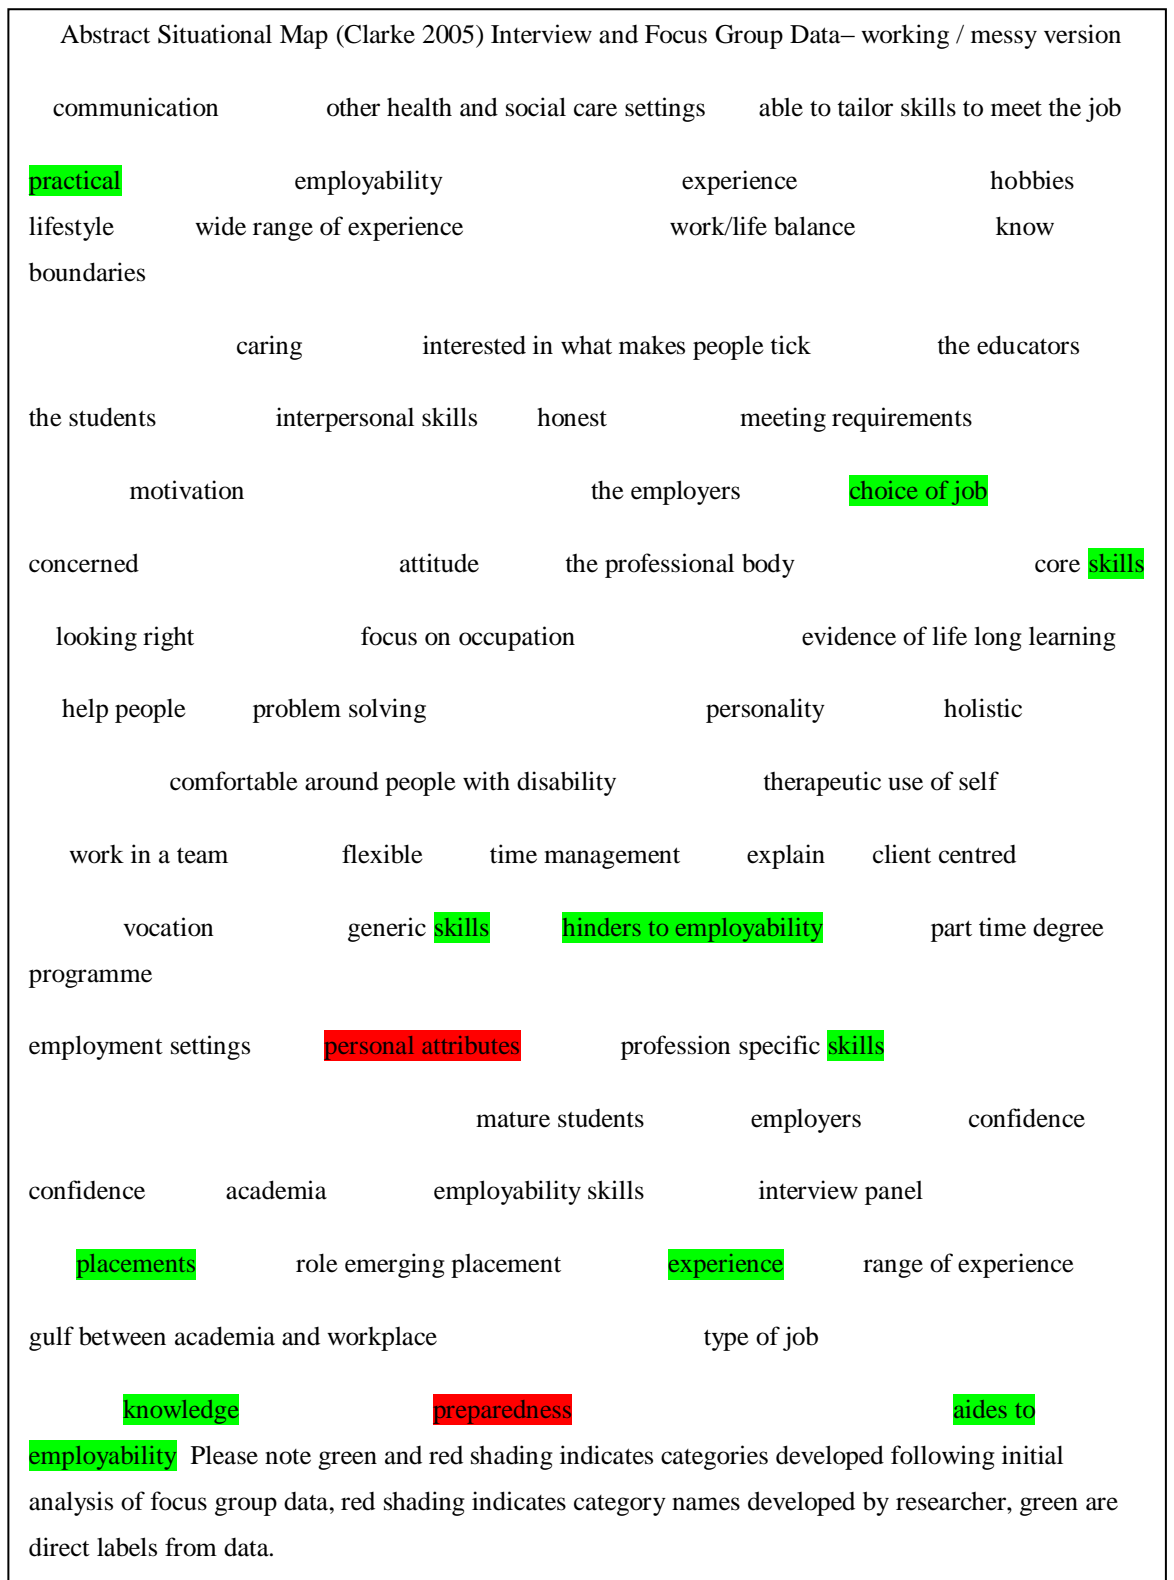 Abstract Situational Map (Clarke 2005) Interview and Focus Group Data– working / messy version
communication other health and social care settings able to tailor skills to meet the job
practical employability experience hobbies
lifestyle wide range of experience work/life balance know
boundaries
caring interested in what makes people tick the educators
the students interpersonal skills honest meeting requirements
motivation the employers choice of job
concerned attitude the professional body core skills
looking right focus on occupation evidence of life long learning
help people problem solving personality holistic
comfortable around people with disability therapeutic use of self
work in a team flexible time management explain client centred
vocation generic skills hinders to employability part time degree
programme
employment settings personal attributes profession specific skills
mature students employers confidence
confidence academia employability skills interview panel
placements role emerging placement experience range of experience
gulf between academia and workplace type of job
knowledge preparedness aides to
employability Please note green and red shading indicates categories developed following initial
analysis of focus group data, red shading indicates category names developed by researcher, green are
direct labels from data.